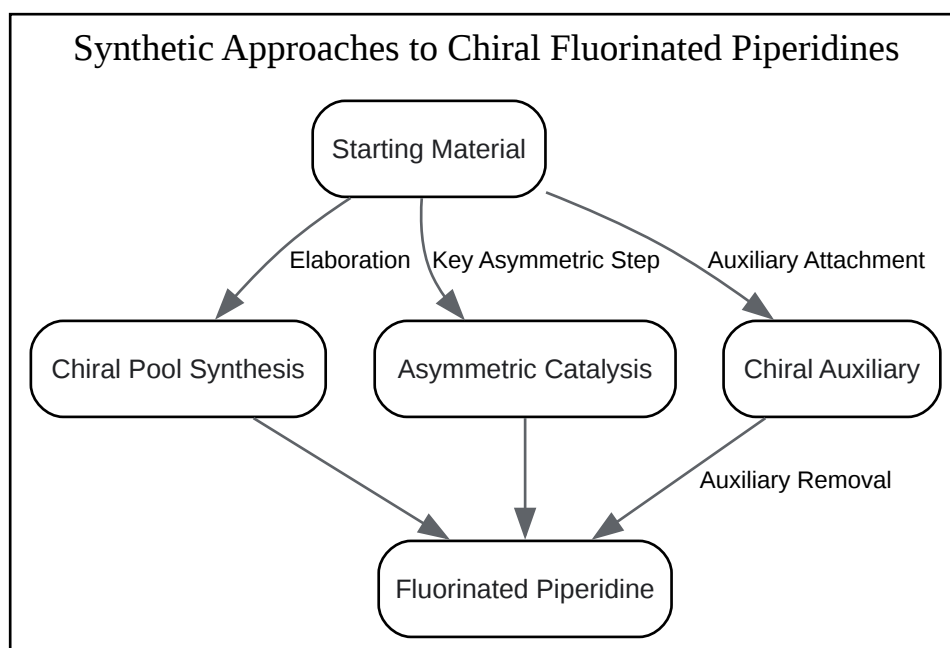 Synthetic Approaches to Chiral Fluorinated Piperidines
Starting Material
Elaboration
Key Asymmetric Step
Auxiliary Attachment
Chiral Pool Synthesis
Asymmetric Catalysis
Chiral Auxiliary
Auxiliary Removal
Fluorinated Piperidine